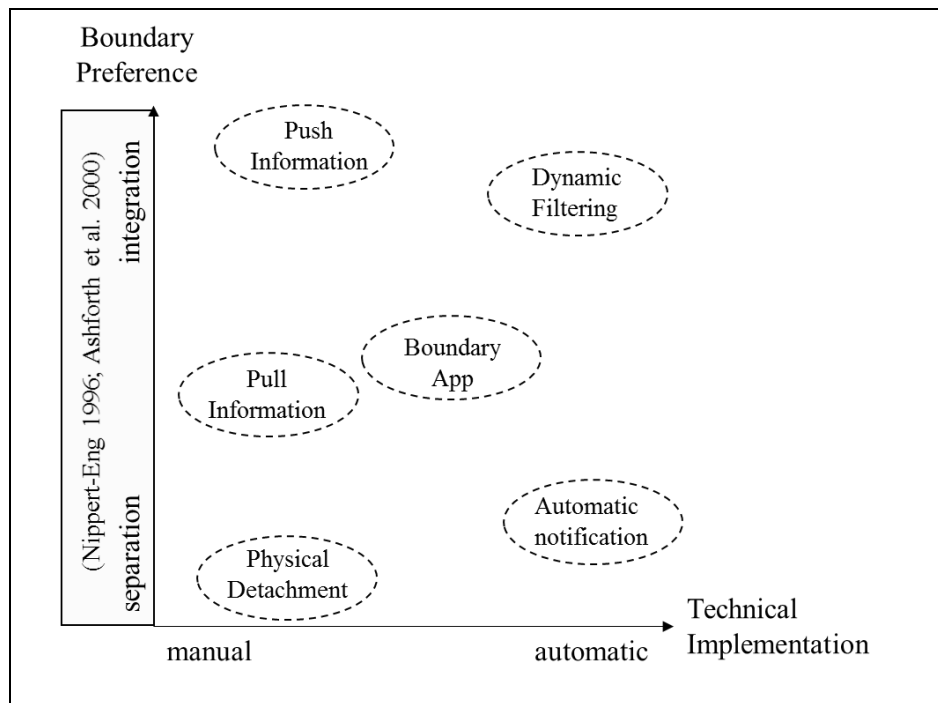 Boundary
Preference
(Nippert-Eng 1996; Ashforth et al. 2000)
integration
separation
Push
Information
Dynamic
Filtering
Boundary
App
Pull
Information
Automatic
notification
Physical
Detachment
manual
automatic
Technical
Implementation